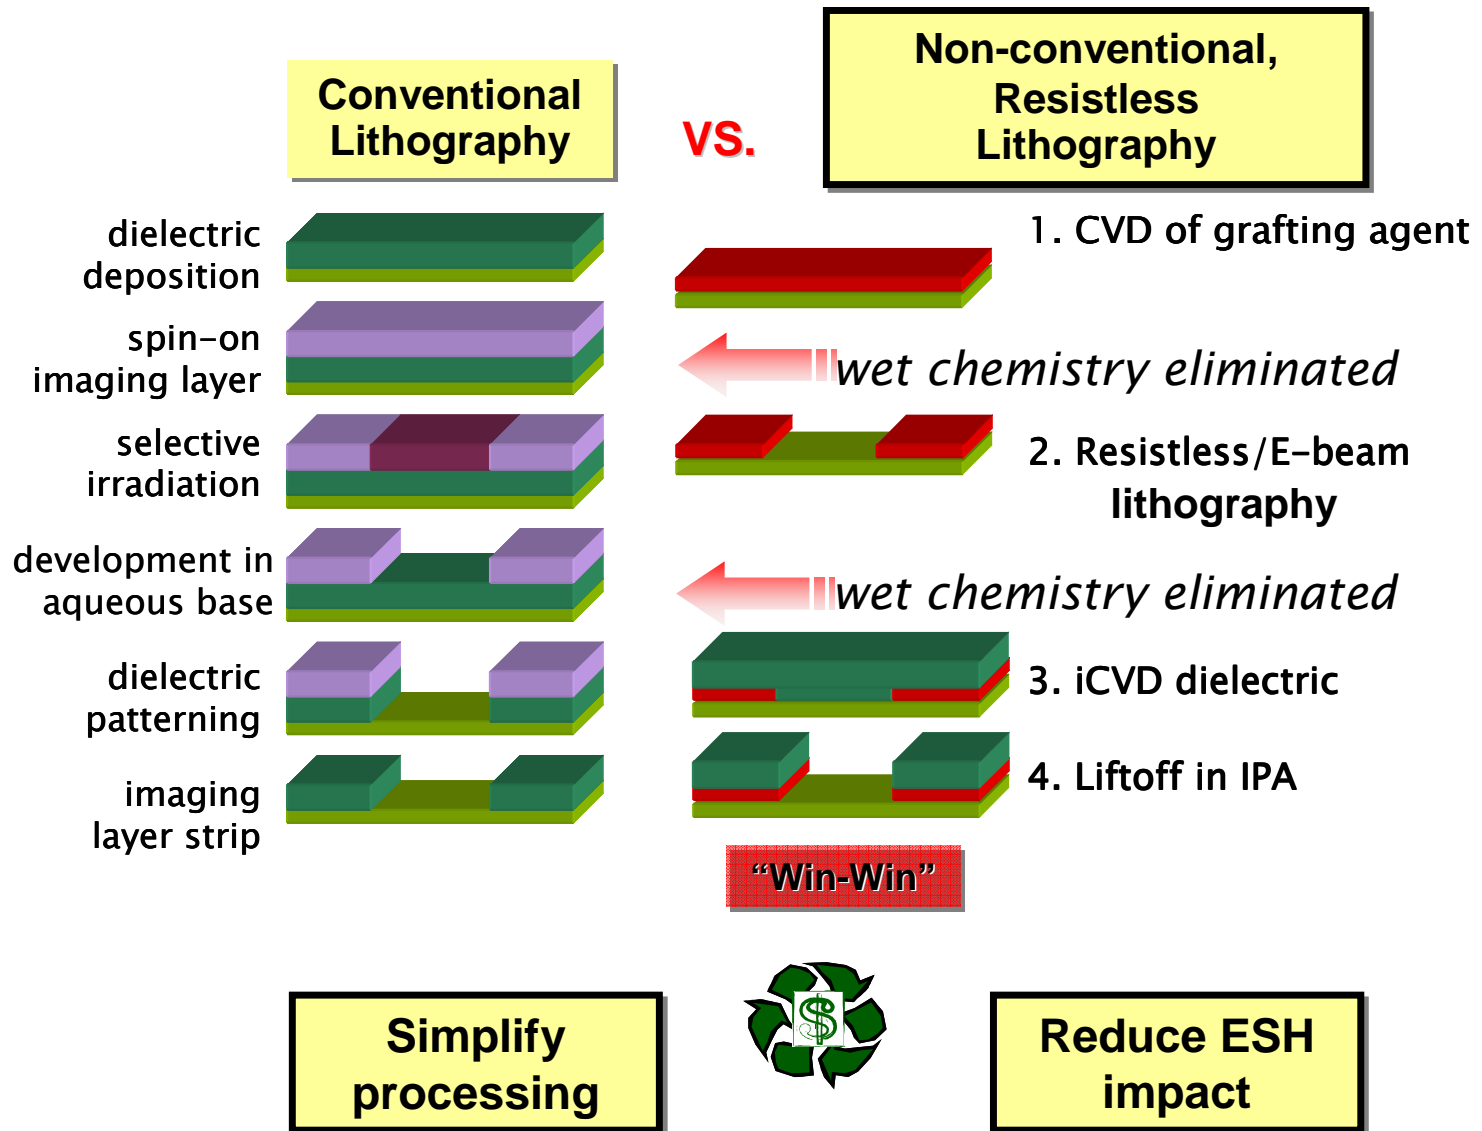 Conventional
Lithography
VS.
Non-conventional,
Resistless
Lithography
dielectric
deposition
1. CVD of grafting agent
spin-on
imaging layer
wet chemistry eliminated
selective
irradiation
2. Resistless/E-beam
lithography
development in
aqueous base
wet chemistry eliminated
dielectric
patterning
3. iCVD dielectric
imaging
layer strip
4. Liftoff in IPA
“Win-Win”
$
Simplify
processing
Reduce ESH
impact